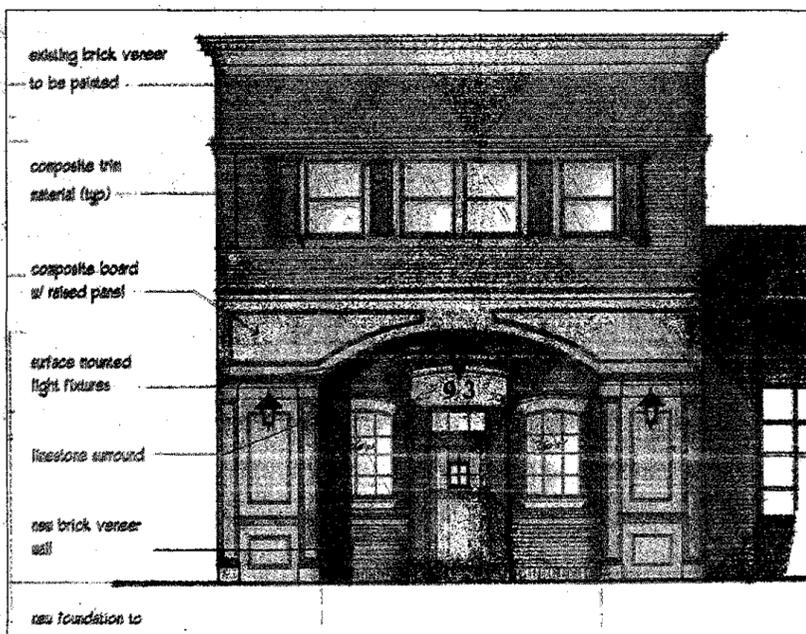 existing brick veneer
to be painted
composite trim
material (typ)
composite board
w/ raised panel
surface mounted
light fixtures
93
limestone surround
new brick veneer
wall
new foundation to